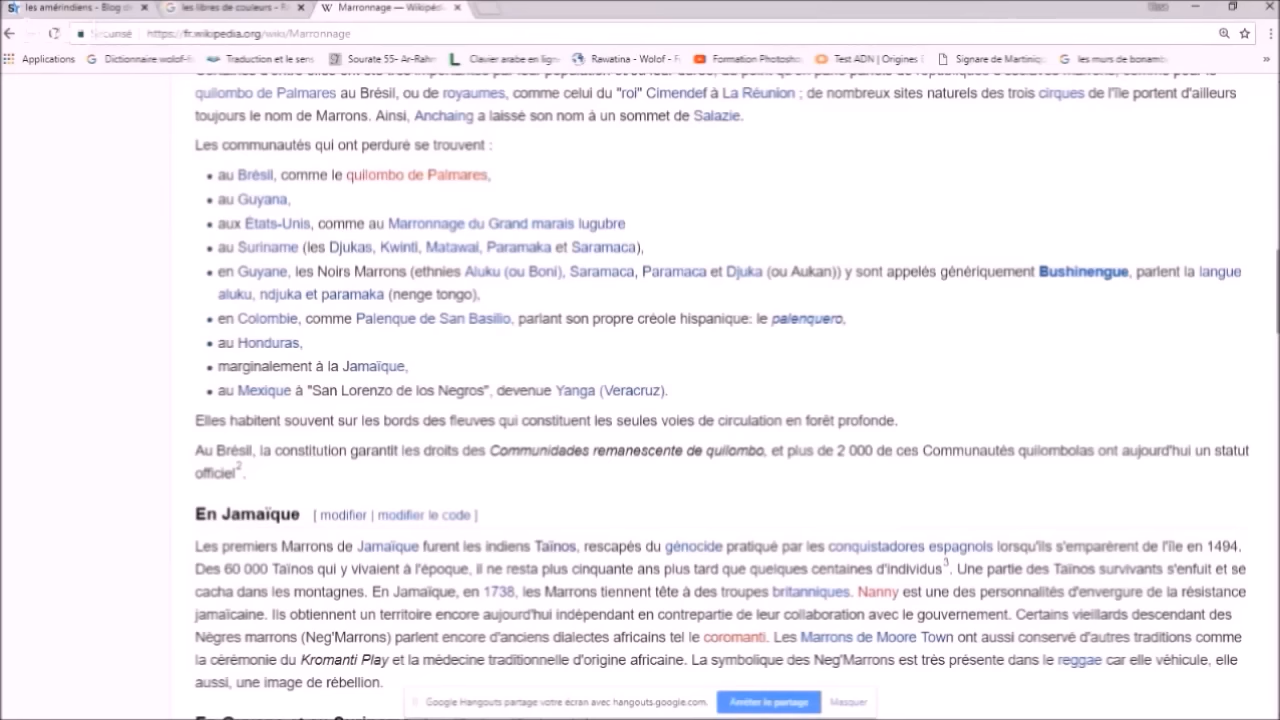 les amérindiens - Blog de
les libres de couleurs - R
Marronnage — Wikipéd
https://fr.wikipedia.org/wiki/Marronnage
Applications
Dictionnaire wolof-f
Traduction et le sens
Sourate 55- Ar-Rahm
Clavier arabe en lign
Rawatina - Wolof - F
Formation Photosho
Test ADN | Origines
Signare de Martiniq
les murs de bonamb
quilombo de Palmares au Brésil, ou de royaumes, comme celui du "roi" Cimendef à La Réunion ; de nombreux sites naturels des trois cirques de l'île portent d'ailleurs
toujours le nom de Marrons. Ainsi, Anchaing a laissé son nom à un sommet de Salazie.
Les communautés qui ont perduré se trouvent :
• au Brésil, comme le quilombo de Palmares,
• au Guyana,
• aux États-Unis, comme au Marronnage du Grand marais lugubre
• au Suriname (les Djukas, Kwinti, Matawai, Paramaka et Saramaca),
• en Guyane, les Noirs Marrons (ethnies Aluku (ou Boni), Saramaca, Paramaca et Djuka (ou Aukan)) y sont appelés génériquement Bushinengue, parlent la langue
aluku, ndjuka et paramaka (nenge tongo),
• en Colombie, comme Palenque de San Basilio, parlant son propre créole hispanique: le palenquero,
• au Honduras,
• marginalement à la Jamaïque,
• au Mexique à "San Lorenzo de los Negros", devenue Yanga (Veracruz).
Elles habitent souvent sur les bords des fleuves qui constituent les seules voies de circulation en forêt profonde.
Au Brésil, la constitution garantit les droits des Communidades remanescente de quilombo, et plus de 2 000 de ces Communautés quilombolas ont aujourd'hui un statut
officiel2.
En Jamaïque [ modifier | modifier le code ]
Les premiers Marrons de Jamaïque furent les indiens Taïnos, rescapés du génocide pratiqué par les conquistadores espagnols lorsqu'ils s'emparèrent de l'île en 1494.
Des 60 000 Taïnos qui y vivaient à l'époque, il ne resta plus cinquante ans plus tard que quelques centaines d'individus3. Une partie des Taïnos survivants s'enfuit et se
cacha dans les montagnes. En Jamaïque, en 1738, les Marrons tiennent tête à des troupes britanniques. Nanny est une des personnalités d'envergure de la résistance
jamaïcaine. Ils obtiennent un territoire encore aujourd'hui indépendant en contrepartie de leur collaboration avec le gouvernement. Certains vieillards descendant des
Nègres marrons (Neg'Marrons) parlent encore d'anciens dialectes africains tel le coromanti. Les Marrons de Moore Town ont aussi conservé d'autres traditions comme
la cérémonie du Kromanti Play et la médecine traditionnelle d'origine africaine. La symbolique des Neg'Marrons est très présente dans le reggae car elle véhicule, elle
aussi, une image de rébellion.
Google Hangouts partage votre écran avec hangouts.google.com.
Arrêter le partage
Masquer